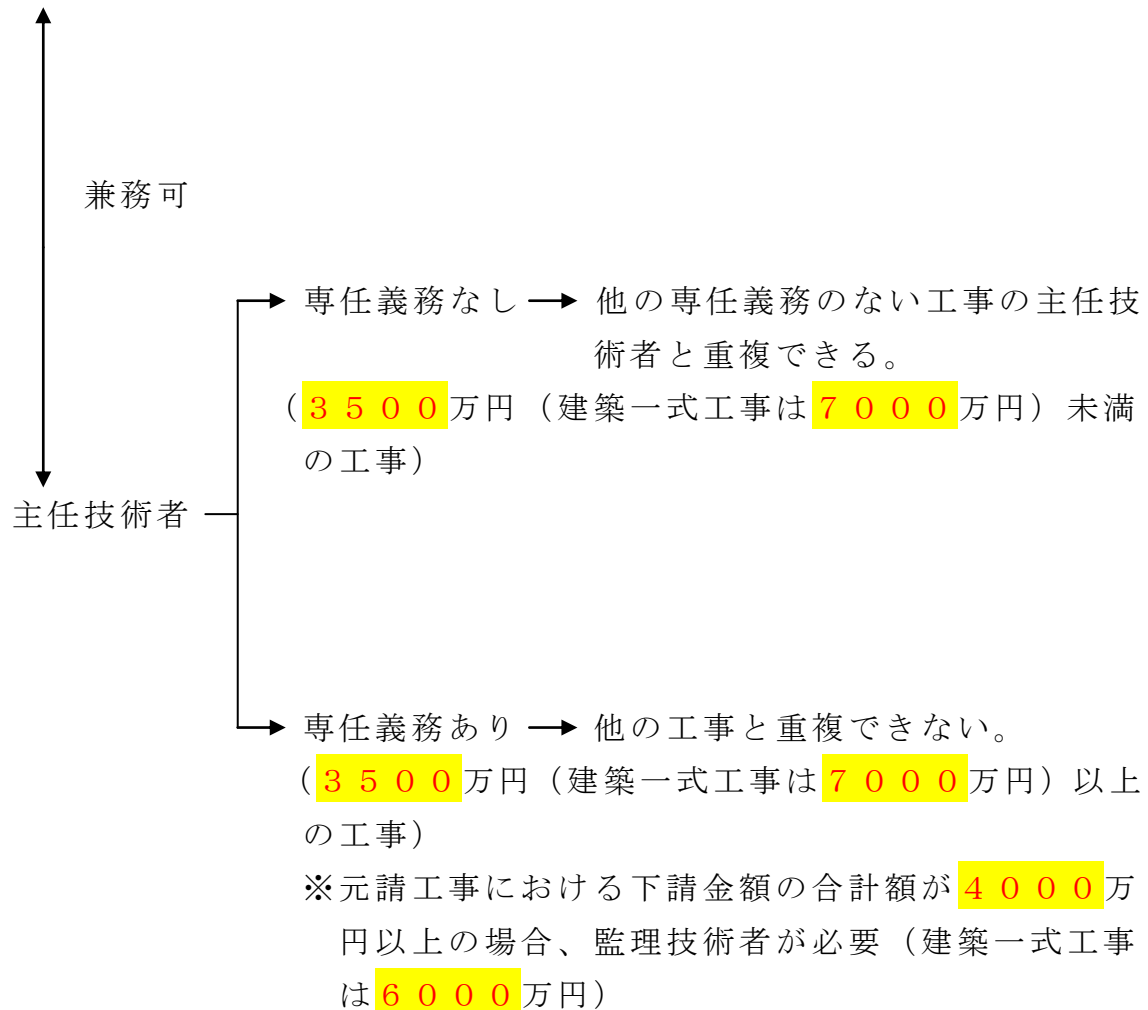 兼務可
専任義務なし → 他の専任義務のない工事の主任技
術者と重複できる。
（３５００万円（建築一式工事は７０００万円）未満
の工事）
主任技術者
専任義務あり → 他の工事と重複できない。
（３５００万円（建築一式工事は７０００万円）以上
の工事）
※元請工事における下請金額の合計額が４０００万
円以上の場合、監理技術者が必要（建築一式工事
は６０００万円）